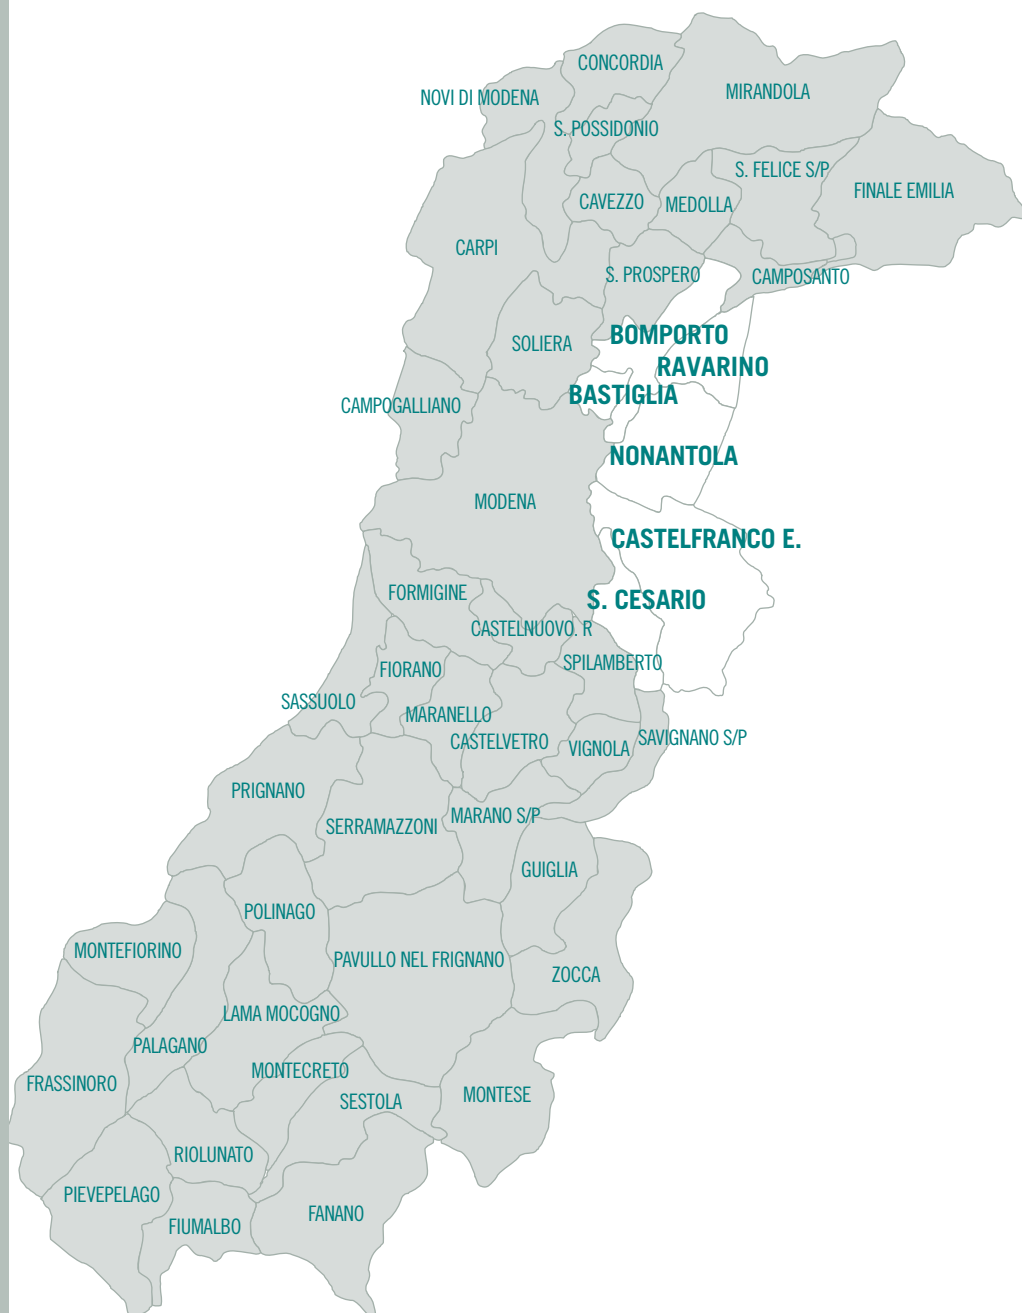 CONCORDIA
MIRANDOLA
NOVI DI MODENA
S. POSSIDONIO
S. FELICE S/P
FINALE EMILIA
CAVEZZO
MEDOLLA
CARPI
S. PROSPERO
CAMPOSANTO
BOMPORTO
SOLIERA
RAVARINO
BASTIGLIA
CAMPOGALLIANO
NONANTOLA
MODENA
CASTELFRANCO E.
FORMIGINE
S. CESARIO
CASTELNUOVO. R
SPILAMBERTO
FIORANO
SASSUOLO
MARANELLO
CASTELVETRO
VIGNOLA
SAVIGNANO S/P
PRIGNANO
SERRAMAZZONI
MARANO S/P
GUIGLIA
POLINAGO
MONTEFIORINO
PAVULLO NEL FRIGNANO
ZOCCA
LAMA MOCOGNO
PALAGANO
MONTECRETO
FRASSINORO
SESTOLA
MONTESE
RIOLUNATO
PIEVEPELAGO
FIUMALBO
FANANO